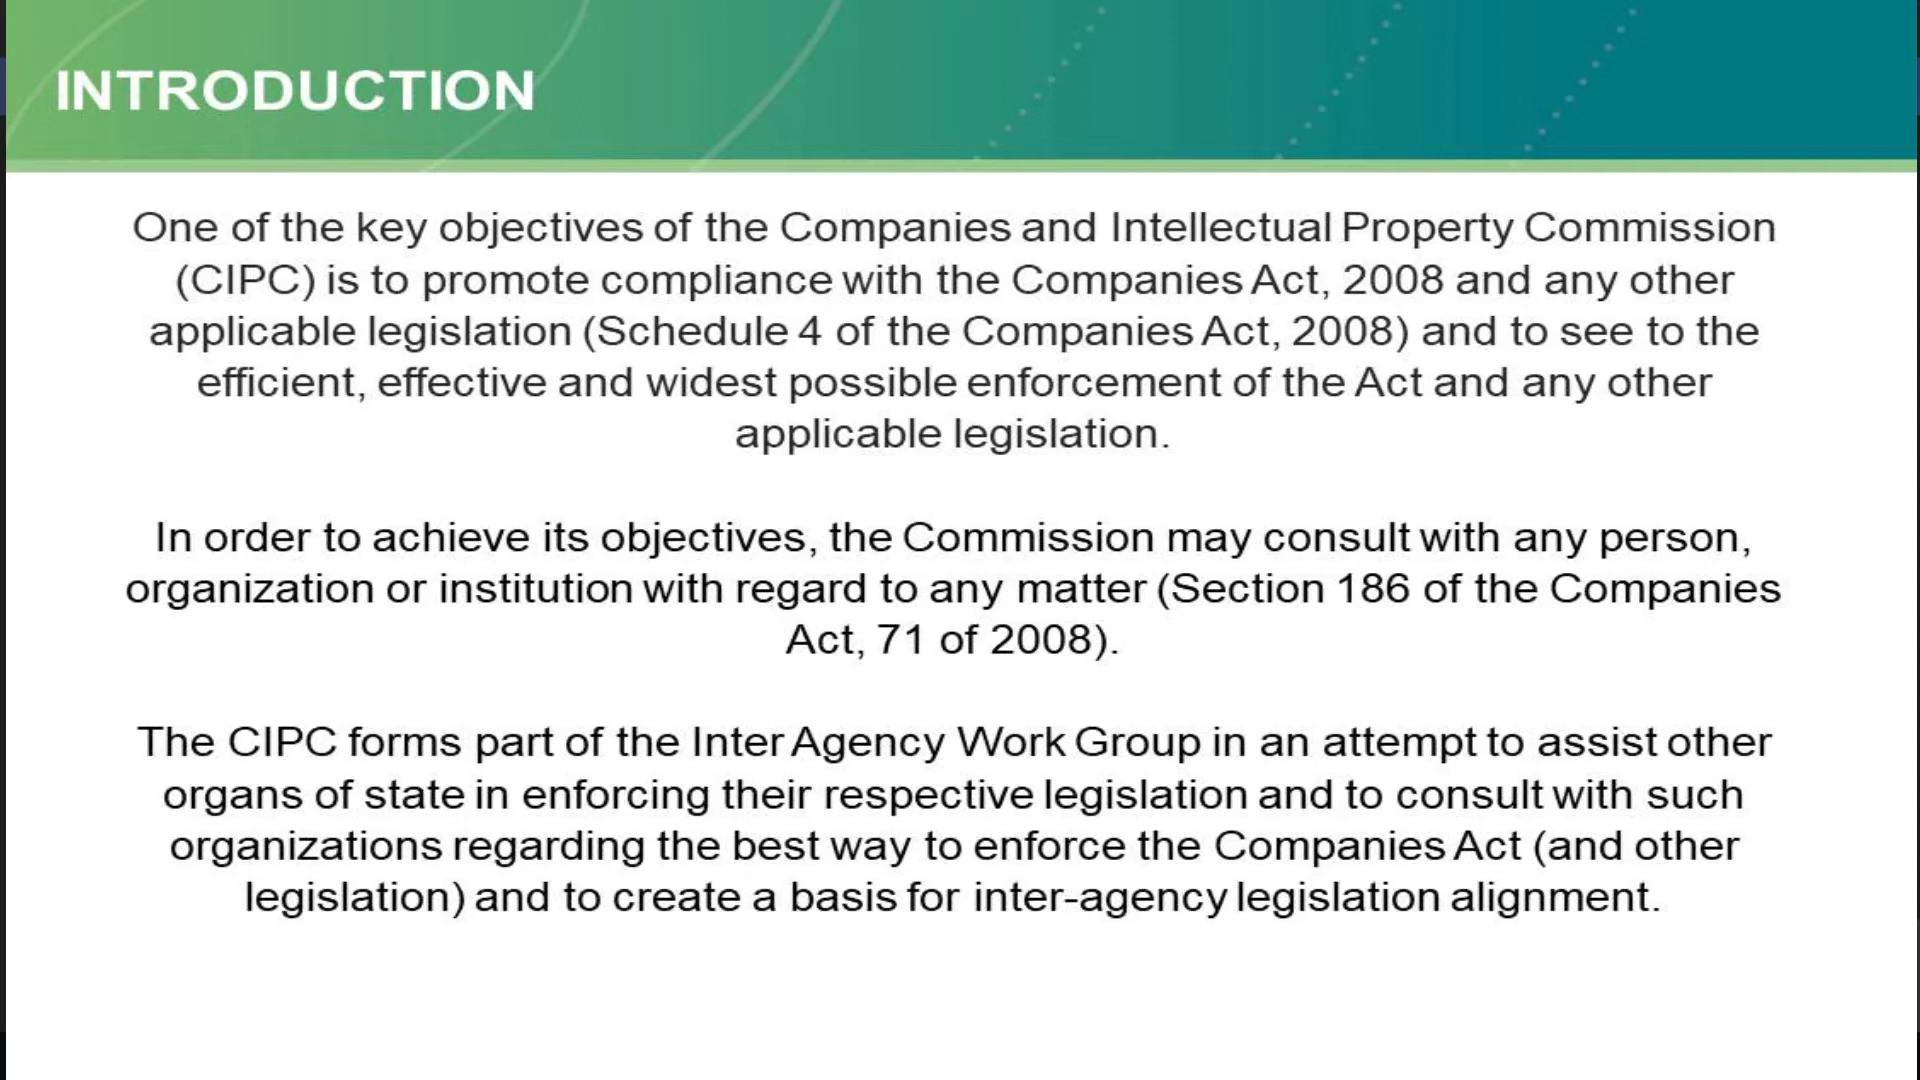 INTRODUCTION
One of the key objectives of the Companies and Intellectual Property Commission
(CIPC) is to promote compliance with the Companies Act, 2008 and any other
applicable legislation (Schedule 4 of the Companies Act, 2008) and to see to the
efficient, effective and widest possible enforcement of the Act and any other
applicable legislation.
In order to achieve its objectives, the Commission may consult with any person,
organization or institution with regard to any matter (Section 186 of the Companies
Act, 71 of 2008).
The CIPC forms part of the Inter Agency Work Group in an attempt to assist other
organs of state in enforcing their respective legislation and to consult with such
organizations regarding the best way to enforce the Companies Act (and other
legislation) and to create a basis for inter-agency legislation alignment.